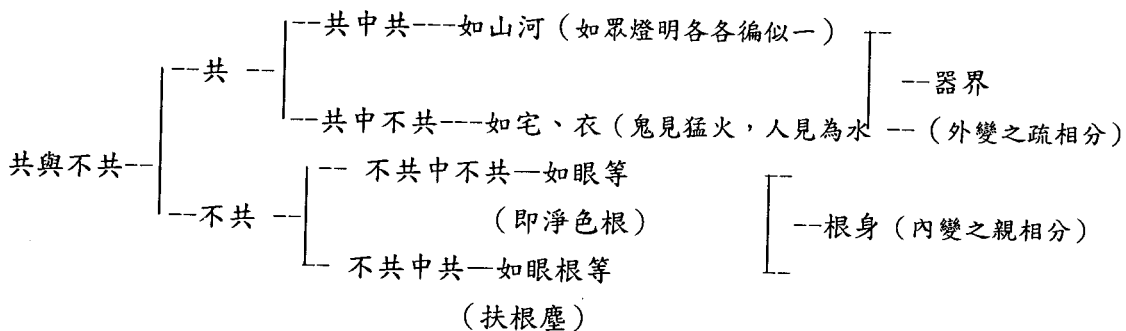 共中共---如山河（如眾燈明各各徧似一）
--共 --
--器界
共中不共---如宅、衣（鬼見猛火，人見為水 --（外變之疏相分）
共與不共--
不共中不共—如眼等
--不共 --
（即淨色根） --根身（內變之親相分）
不共中共—如眼根等
（扶根塵）